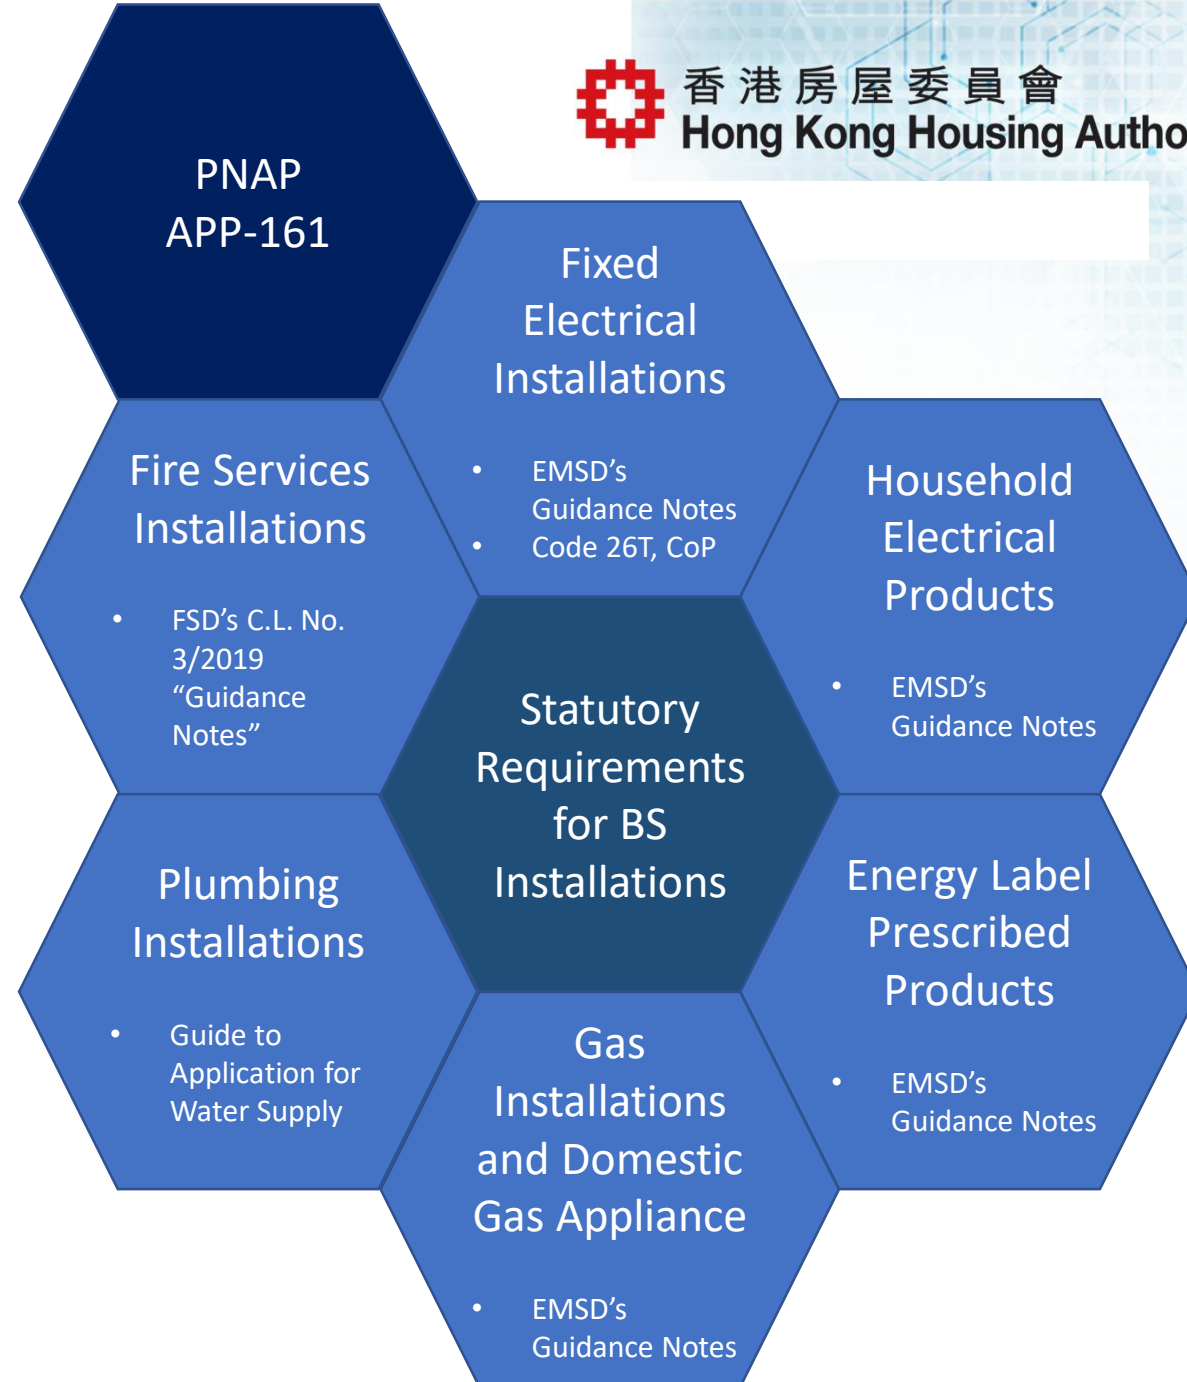 香港房屋委員會
Hong Kong Housing Autho
PNAP
APP-161
Fixed
Electrical
Installations
• EMSD’s
Guidance Notes
• Code 26T, CoP
Fire Services
Installations
• FSD’s C.L. No.
3/2019
“Guidance
Notes”
Household
Electrical
Products
• EMSD’s
Guidance Notes
Statutory
Requirements
for BS
Installations
Plumbing
Installations
• Guide to
Application for
Water Supply
Energy Label
Prescribed
Products
• EMSD’s
Guidance Notes
Gas
Installations
and Domestic
Gas Appliance
• EMSD’s
Guidance Notes